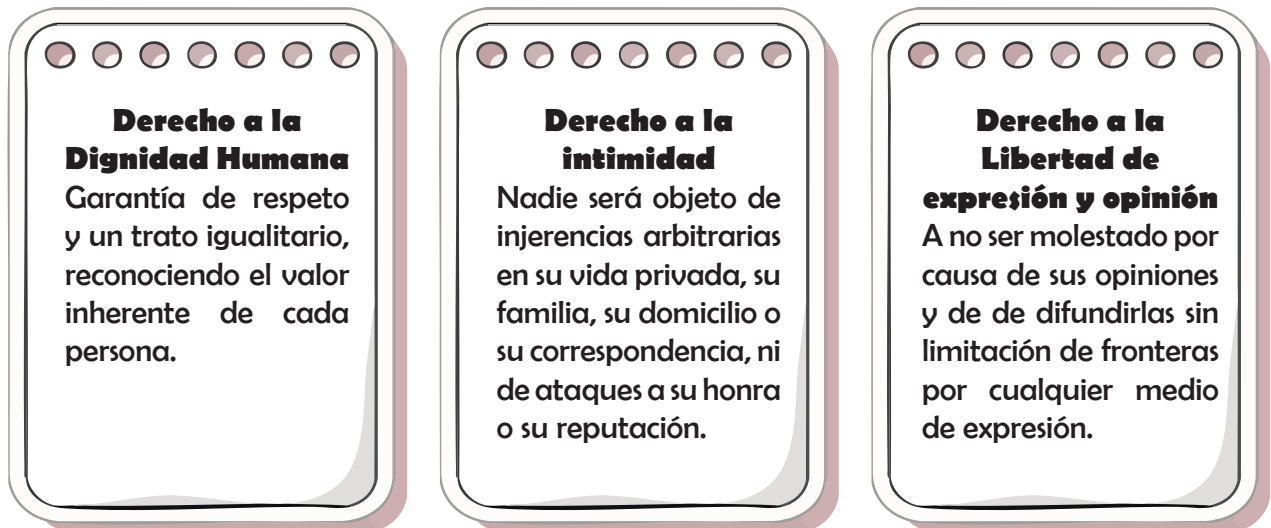 Derecho a la
Dignidad Humana
Garantía de respeto
y un trato igualitario,
reconociendo el valor
inherente de cada
persona.
Derecho a la
intimidad
Nadie será objeto de
injerencias arbitrarias
en su vida privada, su
familia, su domicilio o
su correspondencia, ni
de ataques a su honra
o su reputación.
Derecho a la
Libertad de
expresión y opinión
A no ser molestado por
causa de sus opiniones
y de de difundirlas sin
limitación de fronteras
por cualquier medio
de expresión.